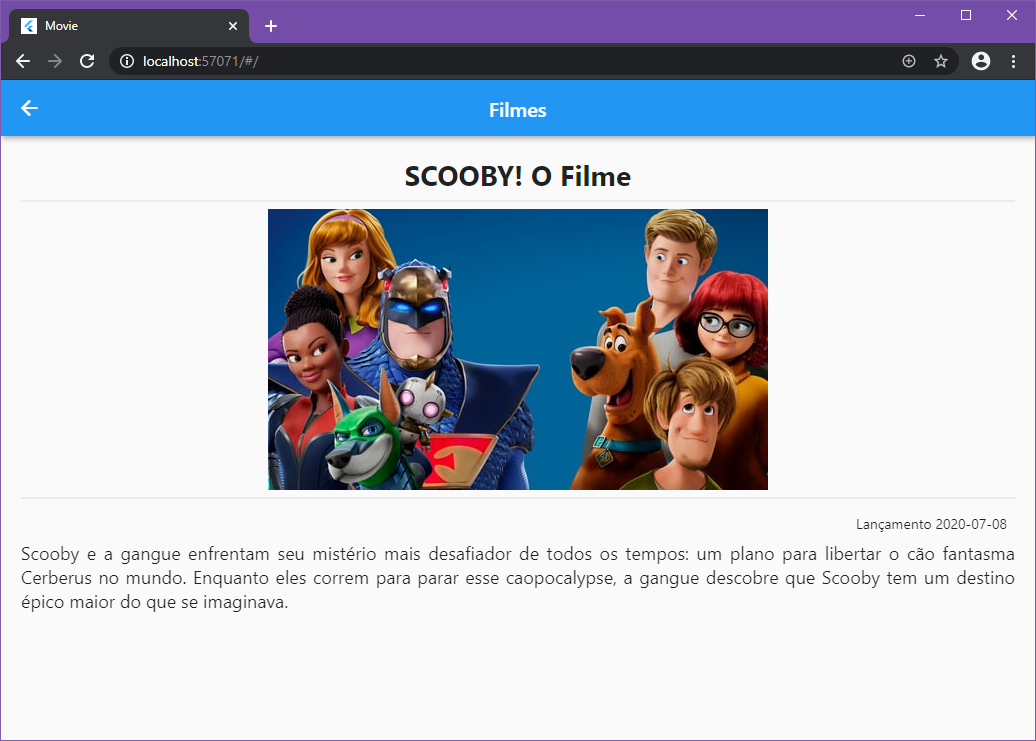 Movie
localhost:57071/#/
Filmes
SCOOBY! O Filme
Lançamento 2020-07-08
Scooby e a gangue enfrentam seu mistério mais desafiador de todos os tempos: um plano para libertar o cão fantasma
Cerberus no mundo. Enquanto eles correm para parar esse caopocalypse, a gangue descobre que Scooby tem um destino
épico maior do que se imaginava.